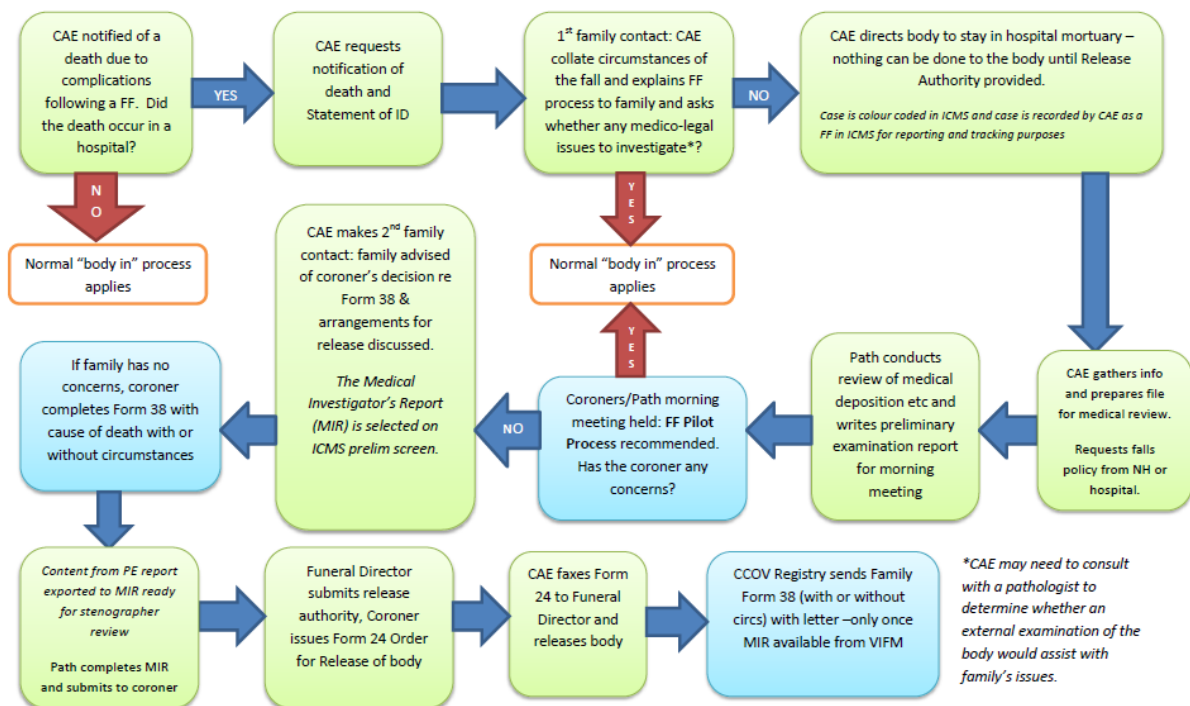 CAE notified of a
death due to
complications
following a FF. Did
the death occur in a
hospital?
YES
CAE requests
notification of
death and
Statement of ID
1st family contact: CAE
collate circumstances
of the fall and explains FF
process to family and asks
whether any medico-legal
issues to investigate*?
NO
CAE directs body to stay in hospital mortuary –
nothing can be done to the body until Release
Authority provided.
Case is colour coded in ICMS and case is recorded by CAE as a
FF in ICMS for reporting and tracking purposes
N
O
Normal “body in” process
applies
Y
E
S
Normal “body in” process
applies
CAE gathers info
and prepares file
for medical review.
Requests falls
policy from NH or
hospital.
Path conducts
review of medical
deposition etc and
writes preliminary
examination report
for morning
meeting
Coroners/Path morning
meeting held: FF Pilot
Process recommended.
Has the coroner any
concerns?
Y
E
S
NO
CAE makes 2nd family
contact: family advised
of coroner’s decision re
Form 38 &
arrangements for
release discussed.
The Medical
Investigator’s Report
(MIR) is selected on
ICMS prelim screen.
If family has no
concerns, coroner
completes Form 38 with
cause of death with or
without circumstances
Content from PE report
exported to MIR ready
for stenographer
review
Path completes MIR
and submits to coroner
Funeral Director
submits release
authority, Coroner
issues Form 24 Order
for Release of body
CAE faxes Form
24 to Funeral
Director and
releases body
CCOV Registry sends Family
Form 38 (with or without
circs) with letter –only once
MIR available from VIFM
*CAE may need to consult
with a pathologist to
determine whether an
external examination of the
body would assist with
family’s issues.